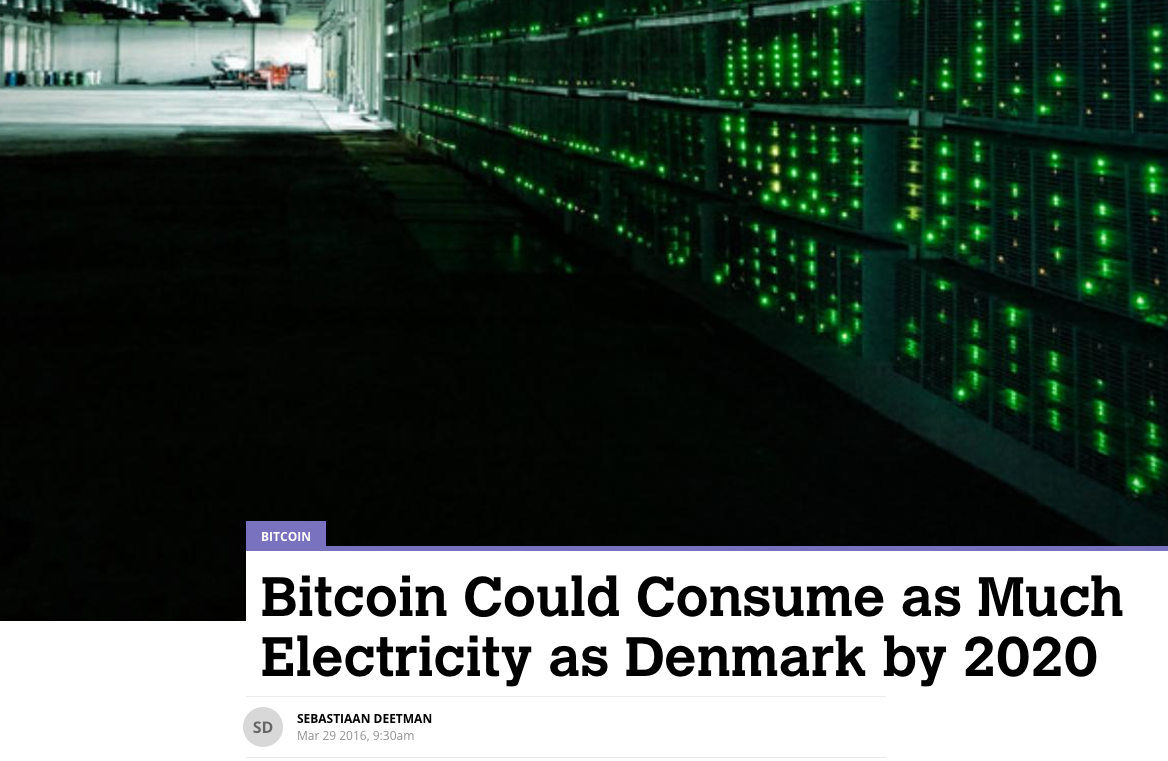 BITCOIN
Bitcoin Could Consume as Much
Electricity as Denmark by 2020
SD
SEBASTIAAN DEETMAN
Mar 29 2016, 9:30am